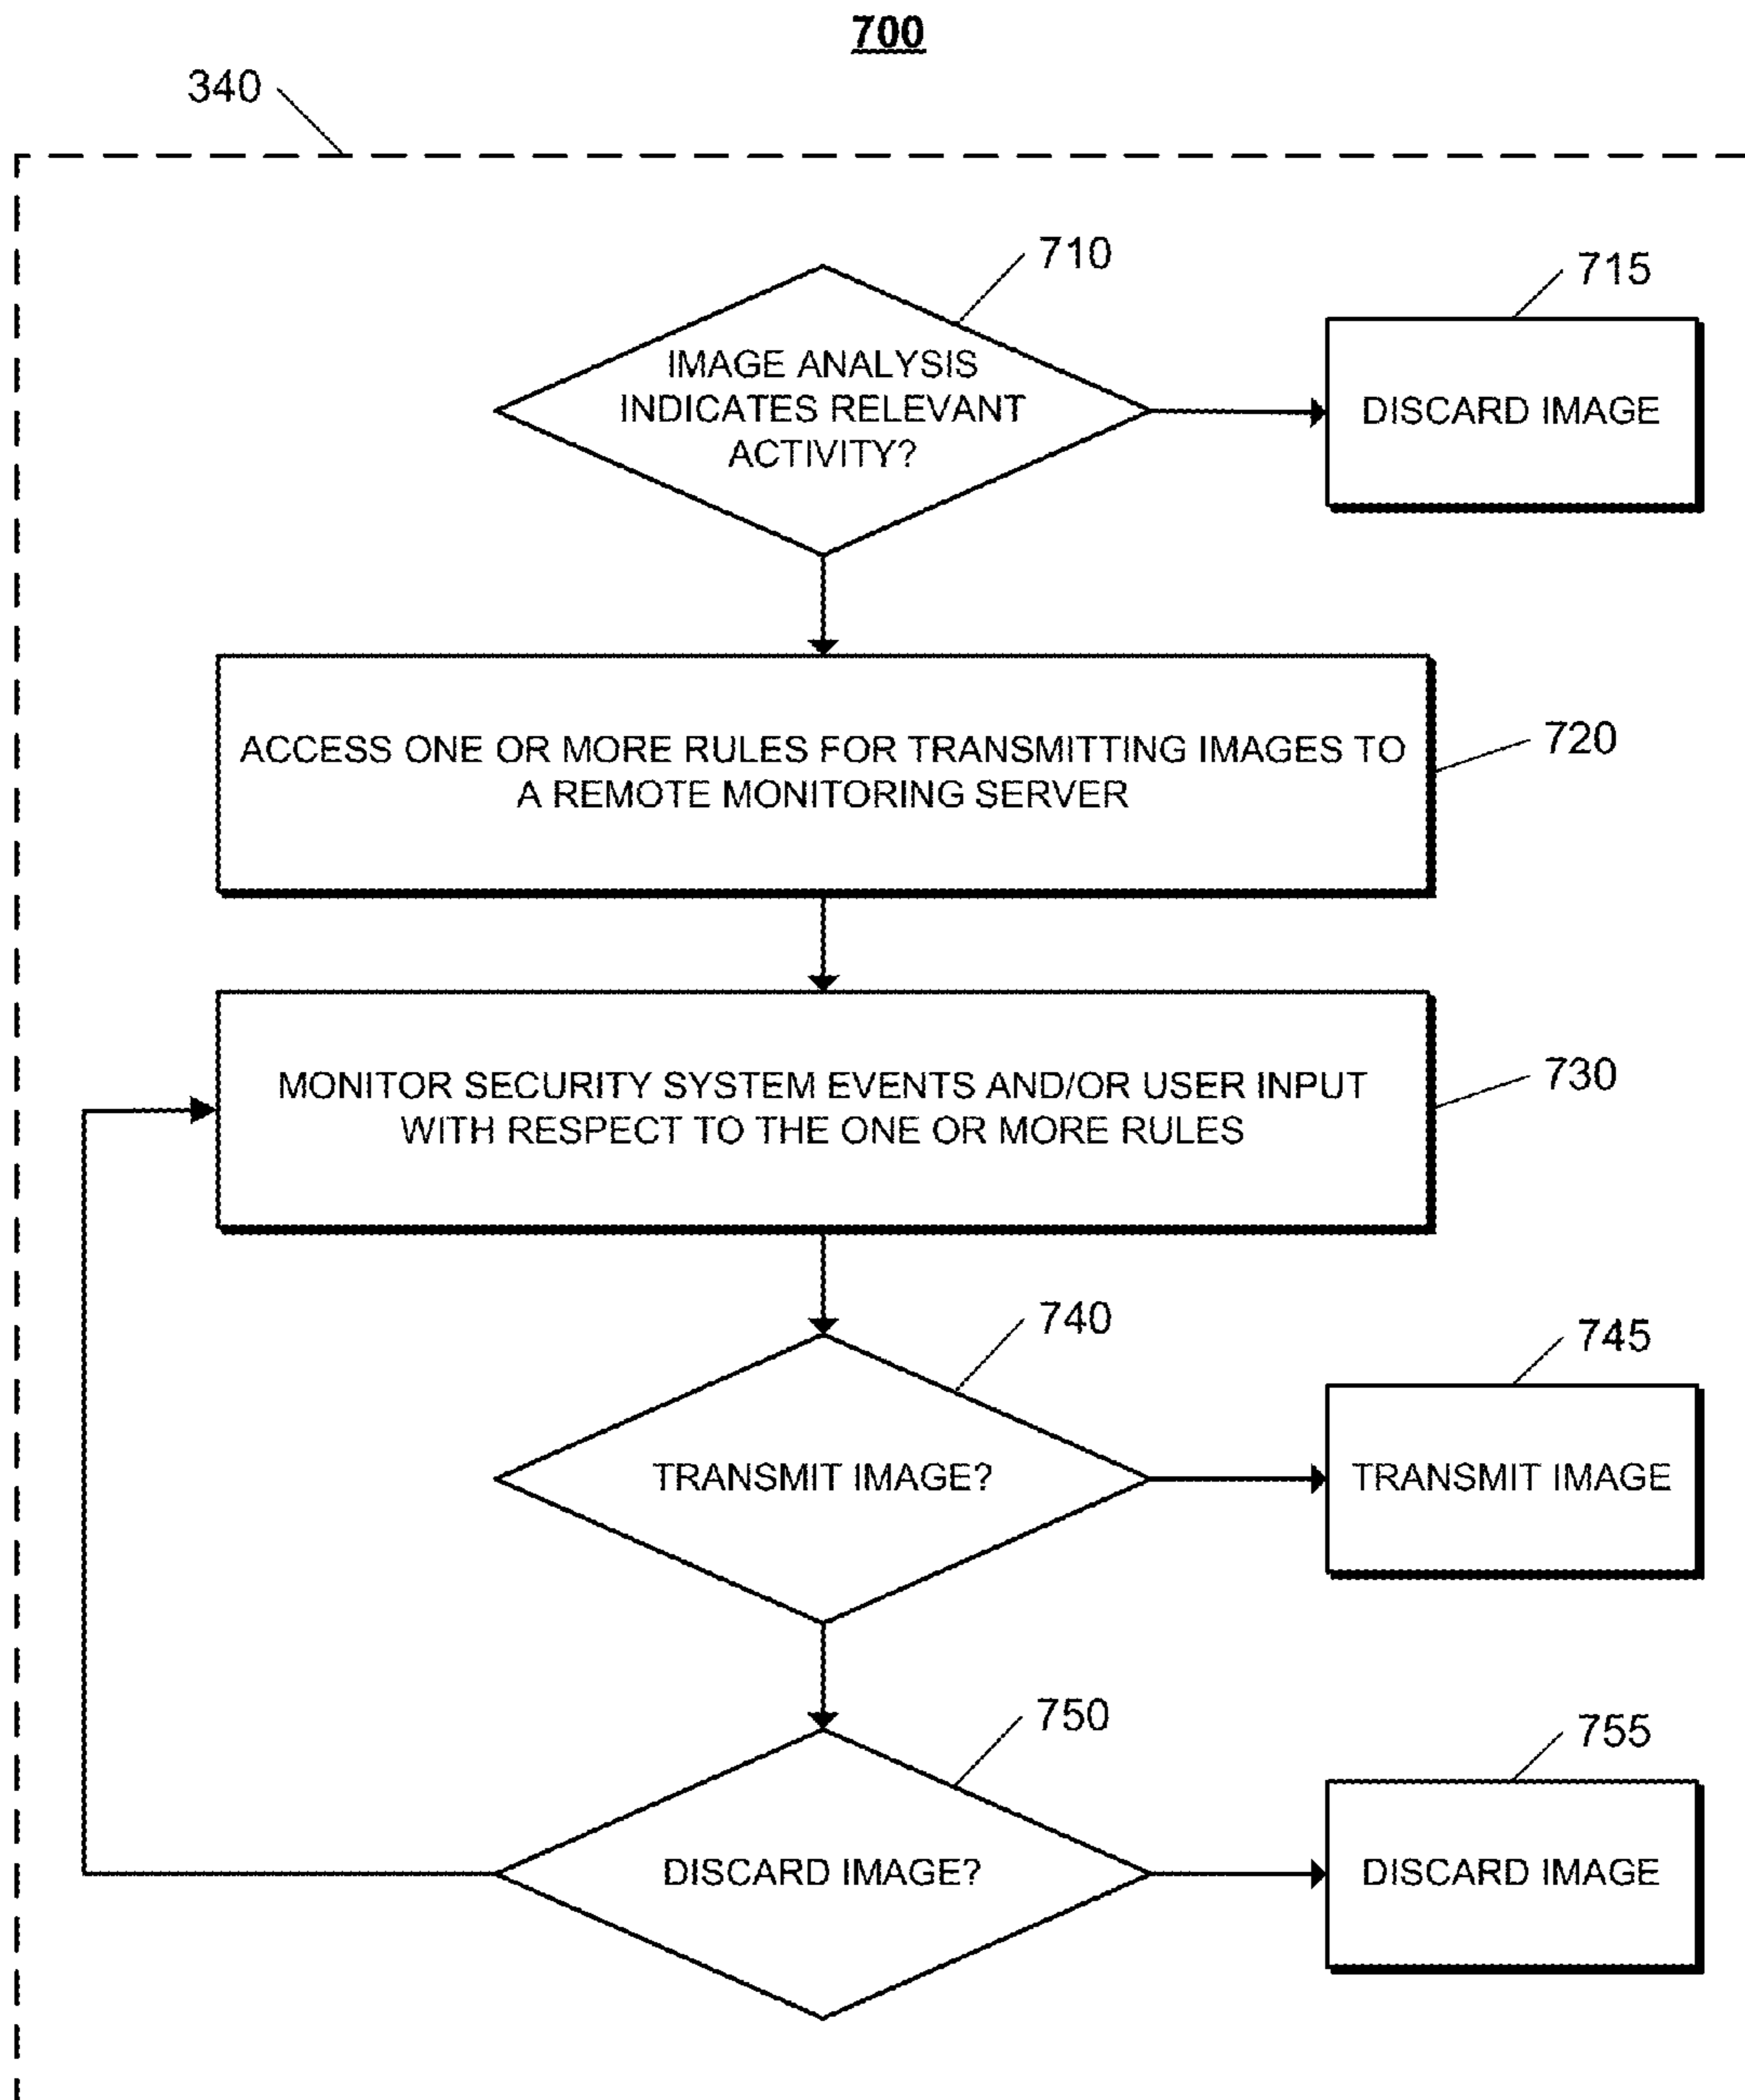 700
340
710
715
IMAGE ANALYSIS
INDICATES RELEVANT
ACTIVITY?
DISCARD IMAGE
720
ACCESS ONE OR MORE RULES FOR TRANSMITTING IMAGES TO
A REMOTE MONITORING SERVER
730
MONITOR SECURITY SYSTEM EVENTS AND/OR USER INPUT
WITH RESPECT TO THE ONE OR MORE RULES
740
745
TRANSMIT IMAGE?
TRANSMIT IMAGE
750
755
DISCARD IMAGE?
DISCARD IMAGE